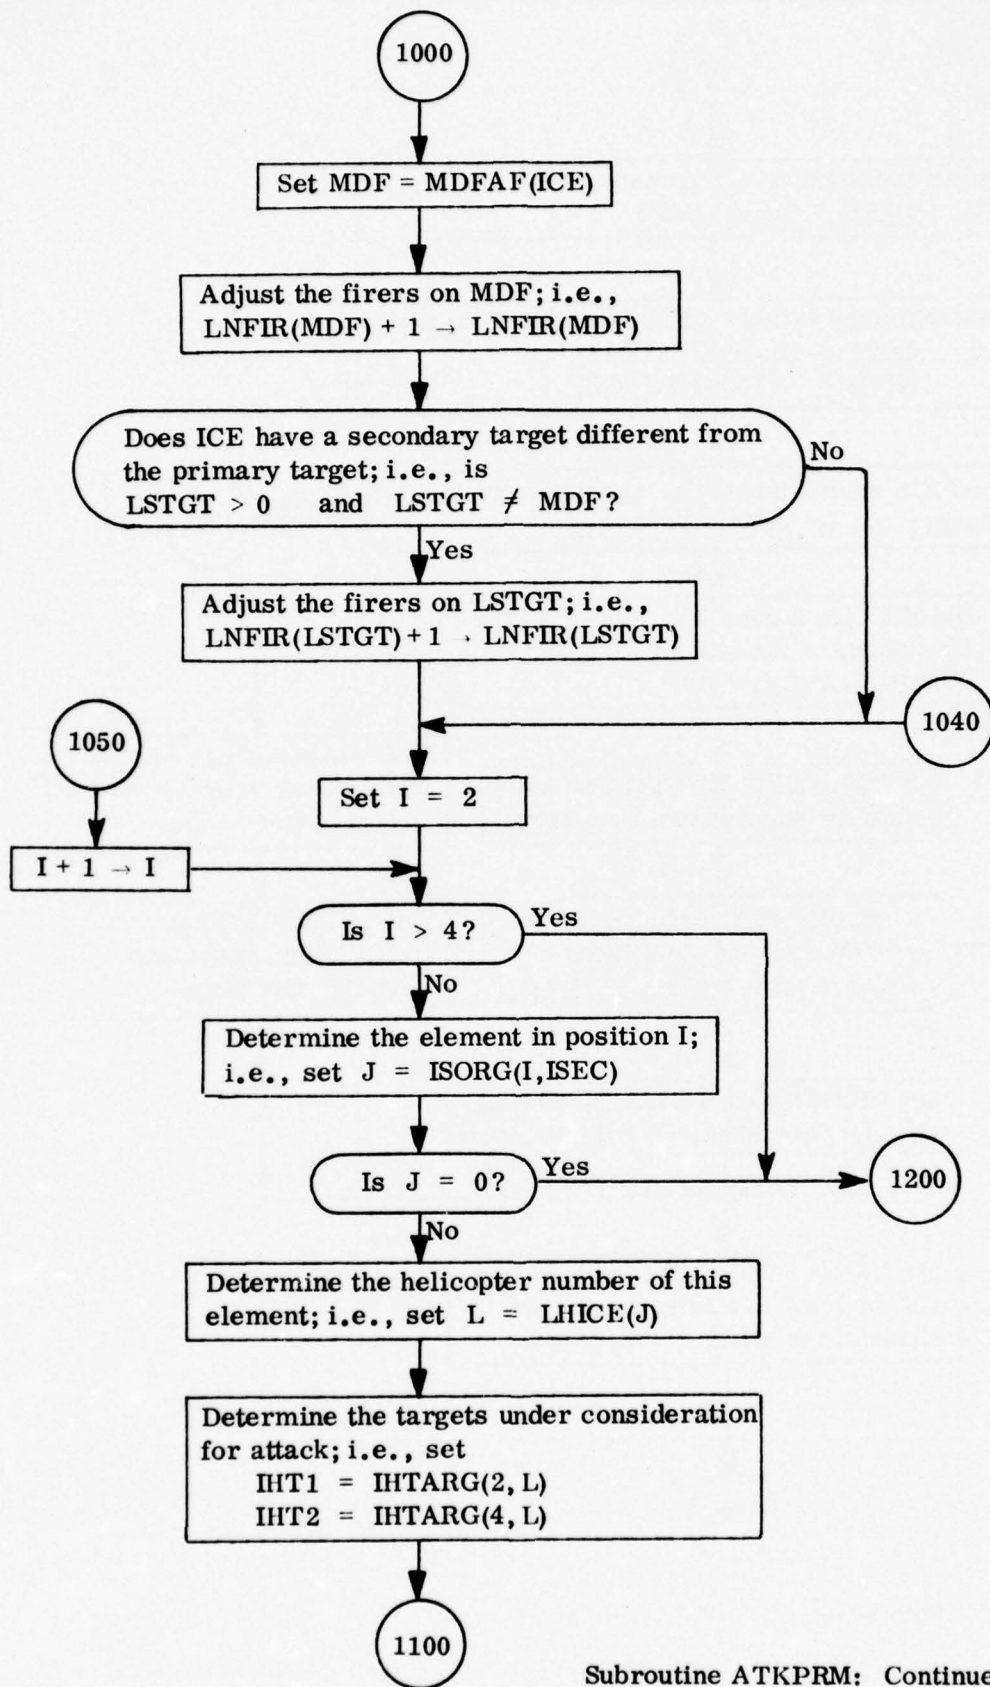 1000
Set MDF = MDFAF(ICE)
Adjust the firers on MDF; i.e.,
LNFIR(MDF) + 1 → LNFIR(MDF)
Does ICE have a secondary target different from
the primary target; i.e., is
LSTGT > 0 and LSTGT ≠ MDF?
No
Yes
Adjust the firers on LSTGT; i.e.,
LNFIR(LSTGT) + 1 → LNFIR(LSTGT)
1040
1050
Set I = 2
I + 1 → I
Is I > 4?
Yes
No
Determine the element in position I;
i.e., set J = ISORG(I,ISEC)
Is J = 0?
Yes
1200
No
Determine the helicopter number of this
element; i.e., set L = LHICE(J)
Determine the targets under consideration
for attack; i.e., set
IHT1 = IHTARG(2, L)
IHT2 = IHTARG(4, L)
1100
Subroutine ATKPRM: Continue